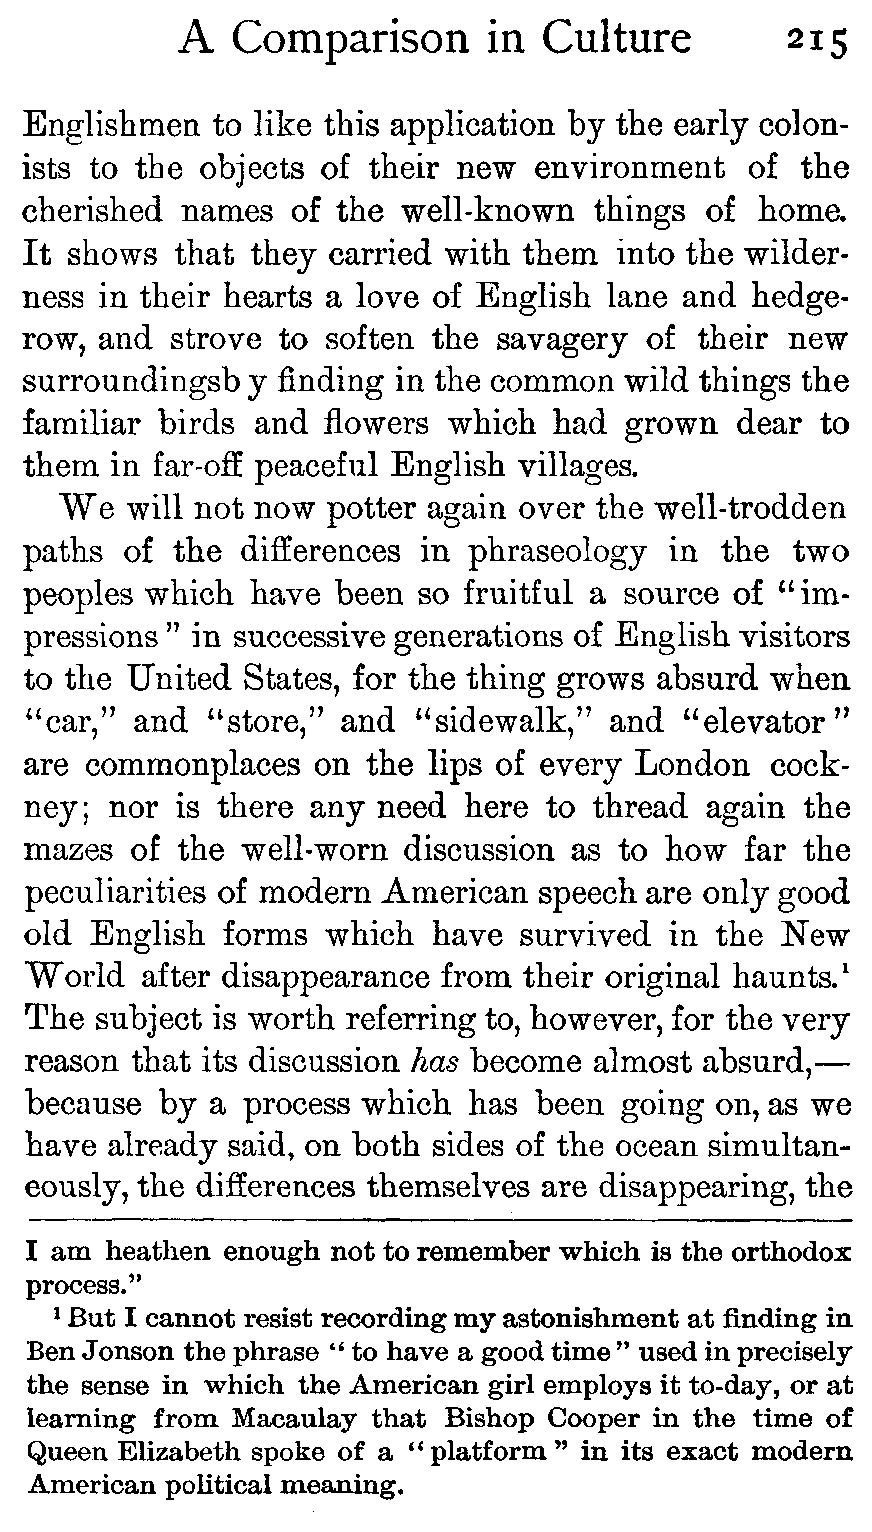 A Comparison in Culture 215
Englishmen to like this application by the early colon-
ists to the objects of their new environment of the
cherished names of the well-known things of home.
It shows that they carried with them into the wilder-
ness in their hearts a love of English lane and hedge-
row, and strove to soften the savagery of their new
surroundingsb y finding in the common wild things the
familiar birds and flowers which had grown dear to
them in far-off peaceful English villages.
We will not now potter again over the well-trodden
paths of the differences in phraseology in the two
peoples which have been so fruitful a source of "im-
pressions" in successive generations of English visitors
to the United States, for the thing grows absurd when
"car," and "store," and "sidewalk," and "elevator"
are commonplaces on the lips of every London cock-
ney; nor is there any need here to thread again the
mazes of the well-worn discussion as to how far the
peculiarities of modern American speech are only good
old English forms which have survived in the New
World after disappearance from their original haunts.¹
The subject is worth referring to, however, for the very
reason that its discussion has become almost absurd,—
because by a process which has been going on, as we
have already said, on both sides of the ocean simultan-
eously, the differences themselves are disappearing, the
I am heathen enough not to remember which is the orthodox
process."
¹ But I cannot resist recording my astonishment at finding in
Ben Jonson the phrase "to have a good time" used in precisely
the sense in which the American girl employs it to-day, or at
learning from Macaulay that Bishop Cooper in the time of
Queen Elizabeth spoke of a "platform" in its exact modern
American political meaning.